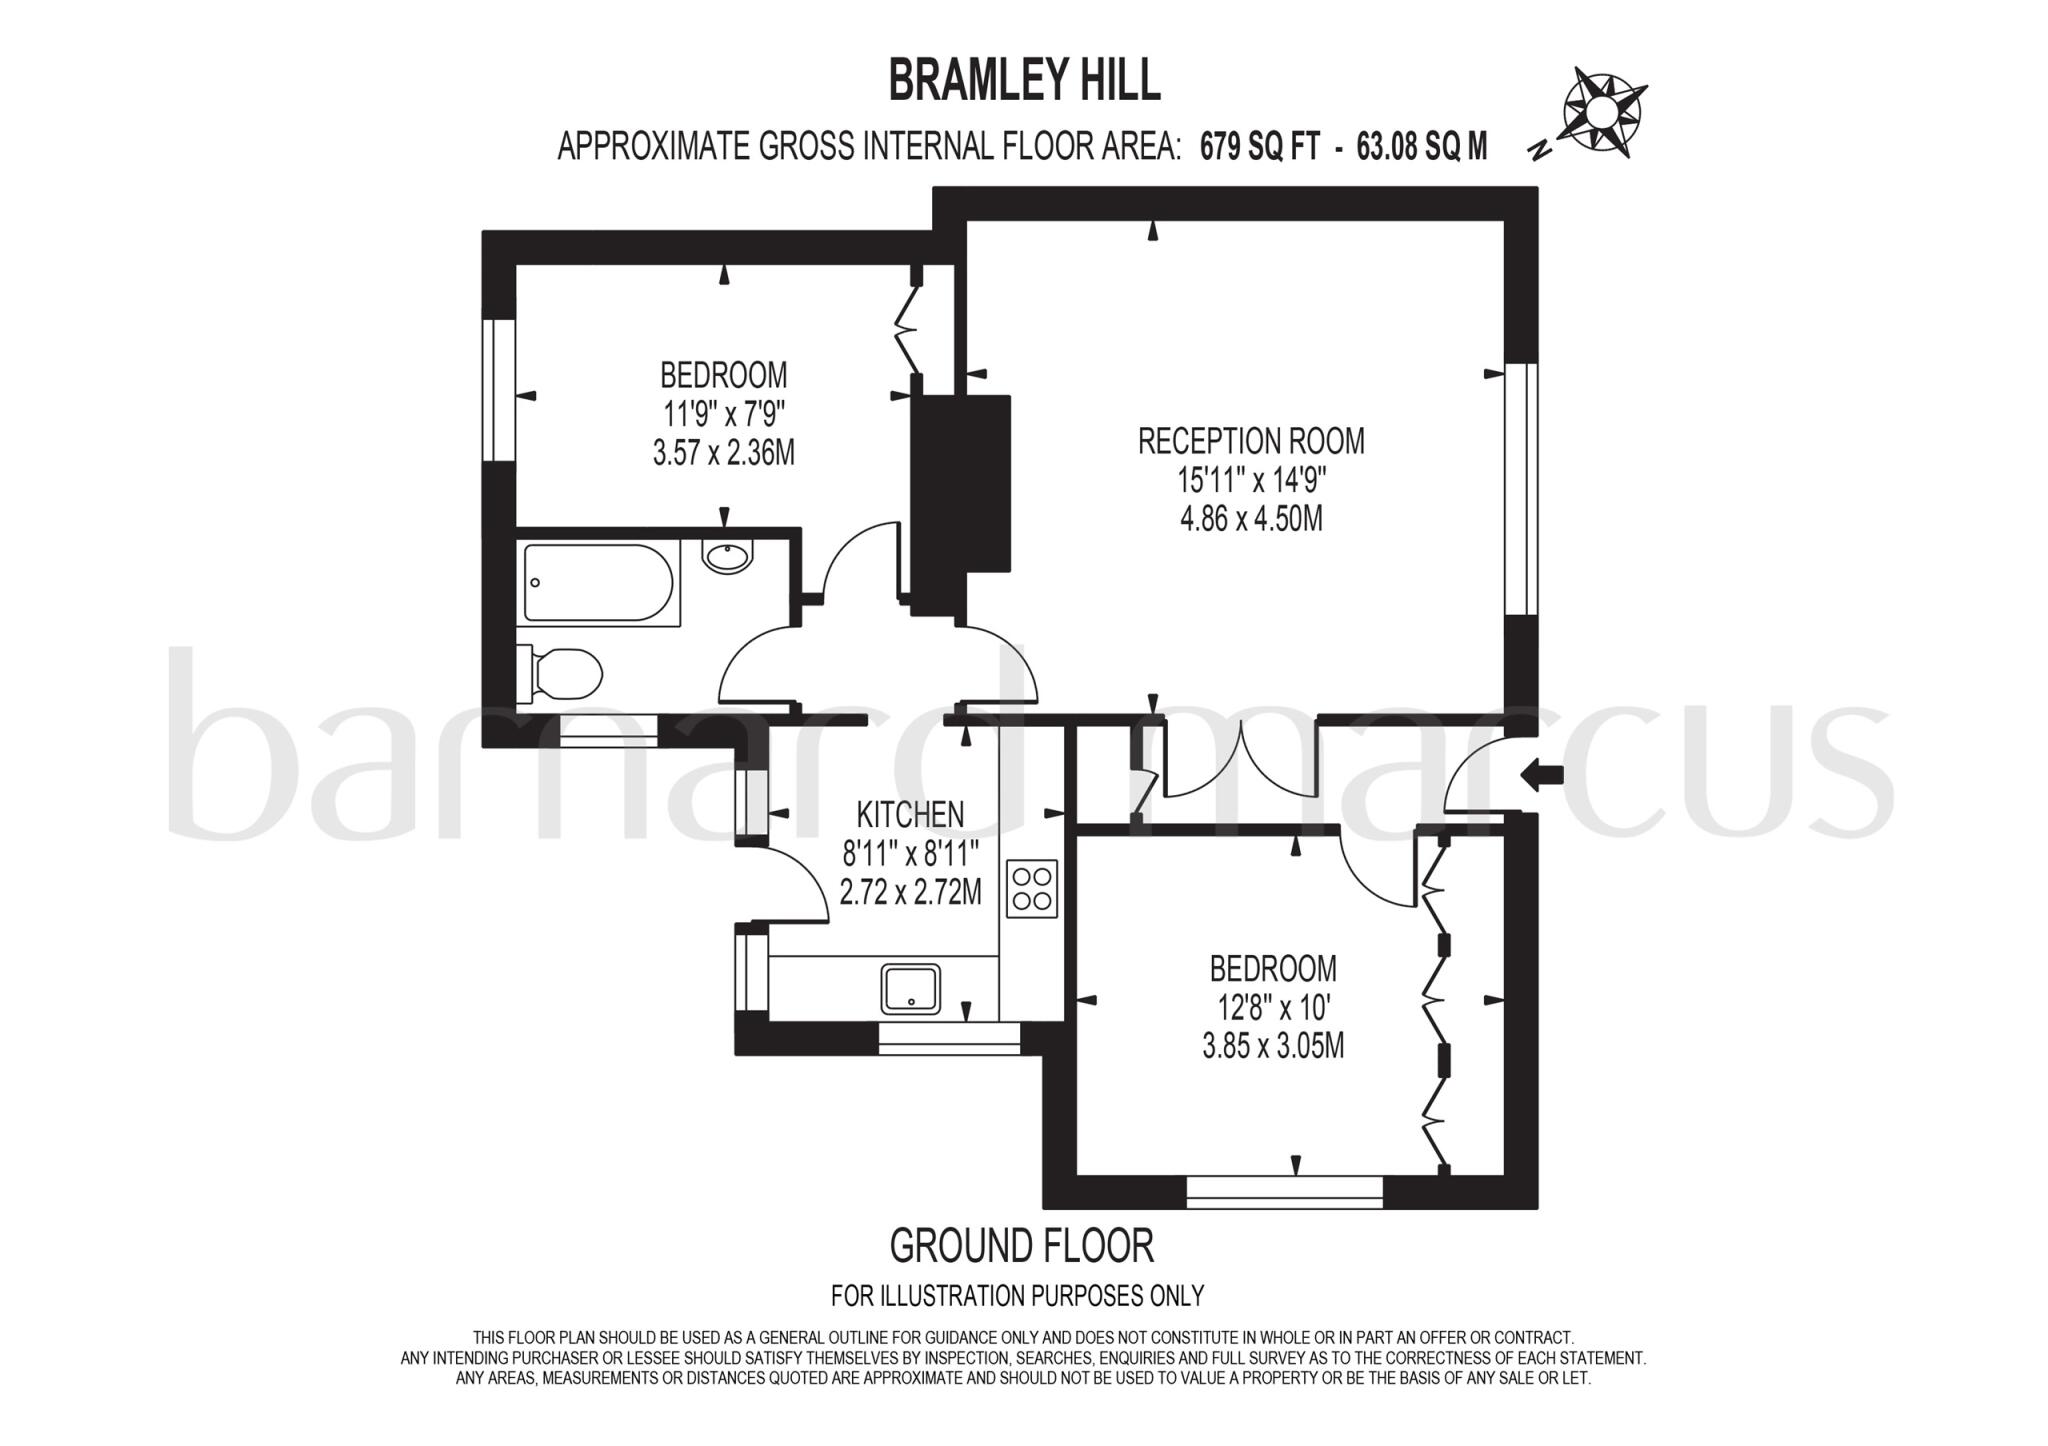 BRAMLEY HILL
APPROXIMATE GROSS INTERNAL FLOOR AREA: 679 SQ FT - 63.08 SQ M
N
BEDROOM
11'9" x 7'9"
3.57 x 2.36M
RECEPTION ROOM
15'11" x 14'9"
4.86 x 4.50M
barnard marcus
KITCHEN
8'11" x 8'11"
2.72 x 2.72M
BEDROOM
12'8" x 10'
3.85 x 3.05M
GROUND FLOOR
FOR ILLUSTRATION PURPOSES ONLY
THIS FLOOR PLAN SHOULD BE USED AS A GENERAL OUTLINE FOR GUIDANCE ONLY AND DOES NOT CONSTITUTE IN WHOLE OR IN PART AN OFFER OR CONTRACT.
ANY INTENDING PURCHASER OR LESSEE SHOULD SATISFY THEMSELVES BY INSPECTION, SEARCHES, ENQUIRIES AND FULL SURVEY AS TO THE CORRECTNESS OF EACH STATEMENT.
ANY AREAS, MEASUREMENTS OR DISTANCES QUOTED ARE APPROXIMATE AND SHOULD NOT BE USED TO VALUE A PROPERTY OR BE THE BASIS OF ANY SALE OR LET.